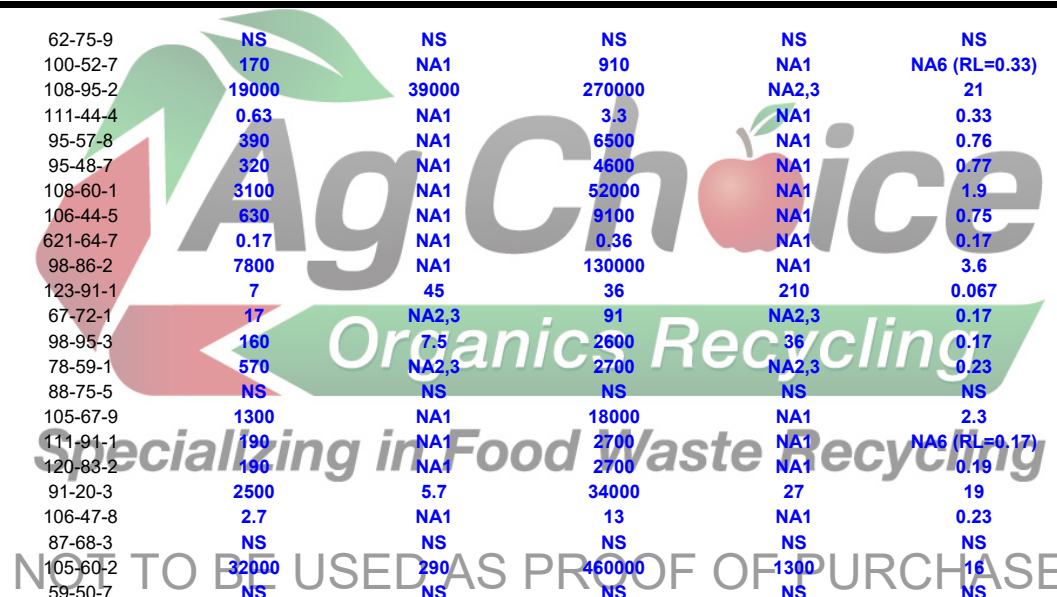 62-75-9 NS NS NS NS NS
100-52-7 170 NA1 910 NA1 NA6 (RL=0.33)
108-95-2 19000 39000 270000 NA2,3 21
111-44-4 0.63 NA1 3.3 NA1 0.33
95-57-8 390 NA1 6500 NA1 0.76
95-48-7 320 NA1 4600 NA1 0.77
108-60-1 3100 NA1 52000 NA1 1.9
106-44-5 630 NA1 9100 NA1 0.75
621-64-7 0.17 NA1 0.36 NA1 0.17
98-86-2 7800 NA1 130000 NA1 3.6
123-91-1 7 45 36 210 0.067
67-72-1 17 NA2,3 91 NA2,3 0.17
98-95-3 160 7.5 2600 36 0.17
78-59-1 570 NA2,3 2700 NA2,3 0.23
88-75-5 NS NS NS NS NS
105-67-9 1300 NA1 18000 NA1 2.3
111-91-1 190 NA1 2700 NA1 NA6 (RL=0.17)
120-83-2 190 NA1 2700 NA1 0.19
91-20-3 2500 5.7 34000 27 19
106-47-8 2.7 NA1 13 NA1 0.23
87-68-3 NS NS NS NS NS
105-60-2 32000 290 460000 1300 16
59-50-7 NS NS NS NS NS
Ag Choice
Organics Recycling
Specializing in Food Waste Recycling
NOT TO BE USED AS PROOF OF PURCHASE